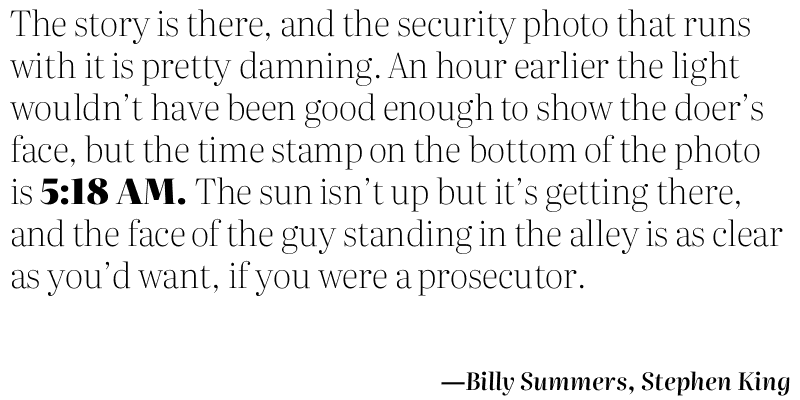 The story is there, and the security photo that runs
with it is pretty damning. An hour earlier the light
wouldn’t have been good enough to show the doer’s
face, but the time stamp on the bottom of the photo
is 5:18 AM. The sun isn’t up but it’s getting there,
and the face of the guy standing in the alley is as clear
as you’d want, if you were a prosecutor.
—Billy Summers, Stephen King